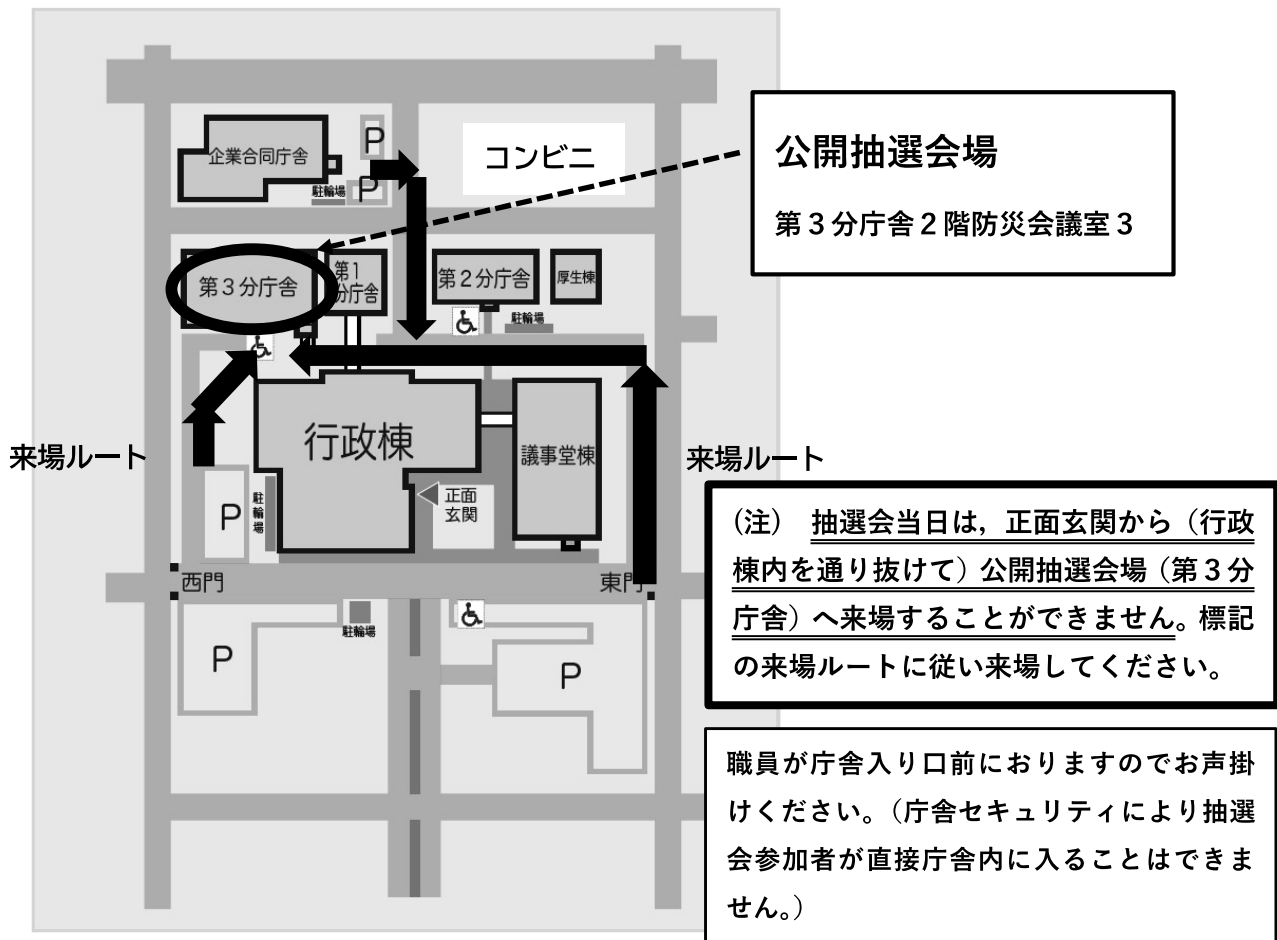 企業合同庁舎
P
P
駐輪場
コンビニ
公開抽選会場
第３分庁舎２階防災会議室３
第３分庁舎
第1
分庁舎
第２分庁舎
厚生棟
駐輪場
行政棟
議事堂棟
正面
玄関
来場ルート
来場ルート
P
駐輪場
西門
東門
駐輪場
P
P
（注）　抽選会当日は，正面玄関から（行政
棟内を通り抜けて）公開抽選会場（第３分
庁舎）へ来場することができません。標記
の来場ルートに従い来場してください。
職員が庁舎入り口前におりますのでお声掛
けください。（庁舎セキュリティにより抽選
会参加者が直接庁舎内に入ることはできま
せん。）